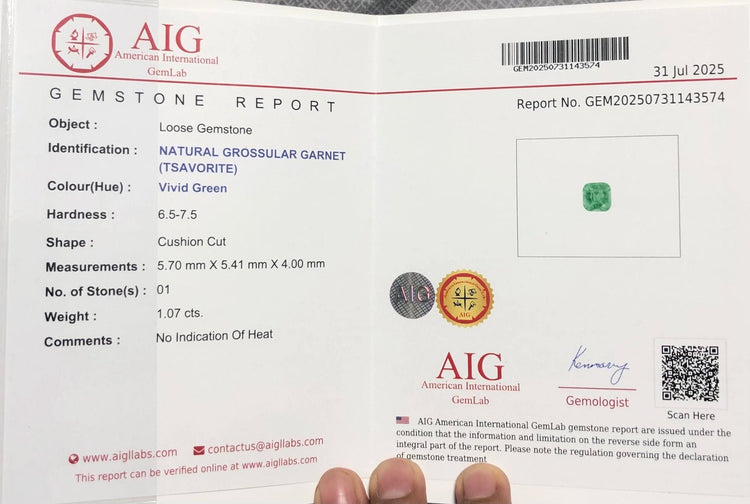 AIG
American International
GemLab
GEMSTONE REPORT
Object : Loose Gemstone
Identification : NATURAL GROSSULAR GARNET
(TSAVORITE)
Colour(Hue) : Vivid Green
Hardness : 6.5-7.5
Shape : Cushion Cut
Measurements : 5.70 mm X 5.41 mm X 4.00 mm
No. of Stone(s) : 01
Weight : 1.07 cts.
Comments : No Indication Of Heat
www.aigllabs.com contactus@aigllabs.com
This report can be verified online at www.aigllabs.com
GEM20250731143574
31 Jul 2025
Report No. GEM20250731143574
AIG
AIG
AIG
American International
GemLab
Gemologist
Scan Here
AIG American International GemLab gemstone report are issued under the
condition that the information and limitation on the reverse side form an
integral part of the report. Please note the regulation governing the declaration
of gemstone treatment